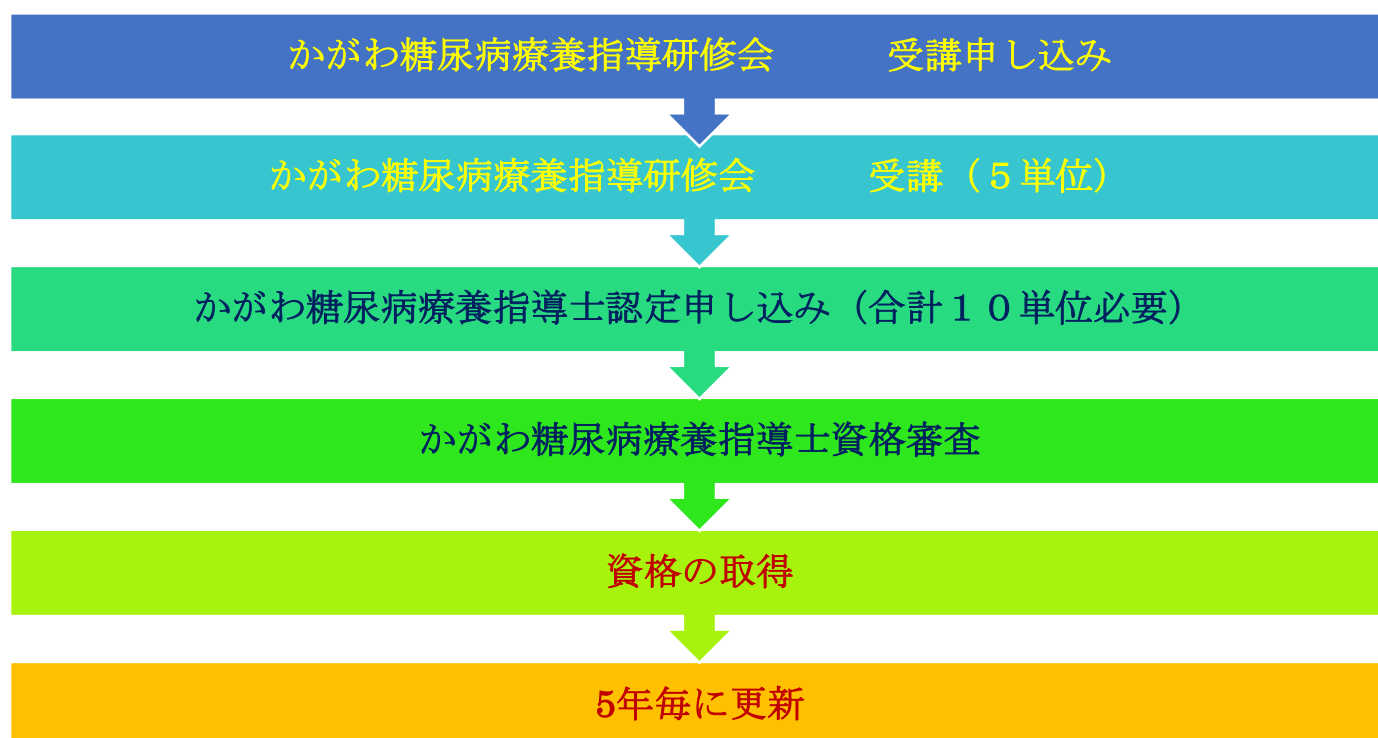 かがわ糖尿病療養指導研修会　　　受講申し込み
かがわ糖尿病療養指導研修会　　　受講（５単位）
かがわ糖尿病療養指導士認定申し込み（合計１０単位必要）
かがわ糖尿病療養指導士資格審査
資格の取得
5年毎に更新